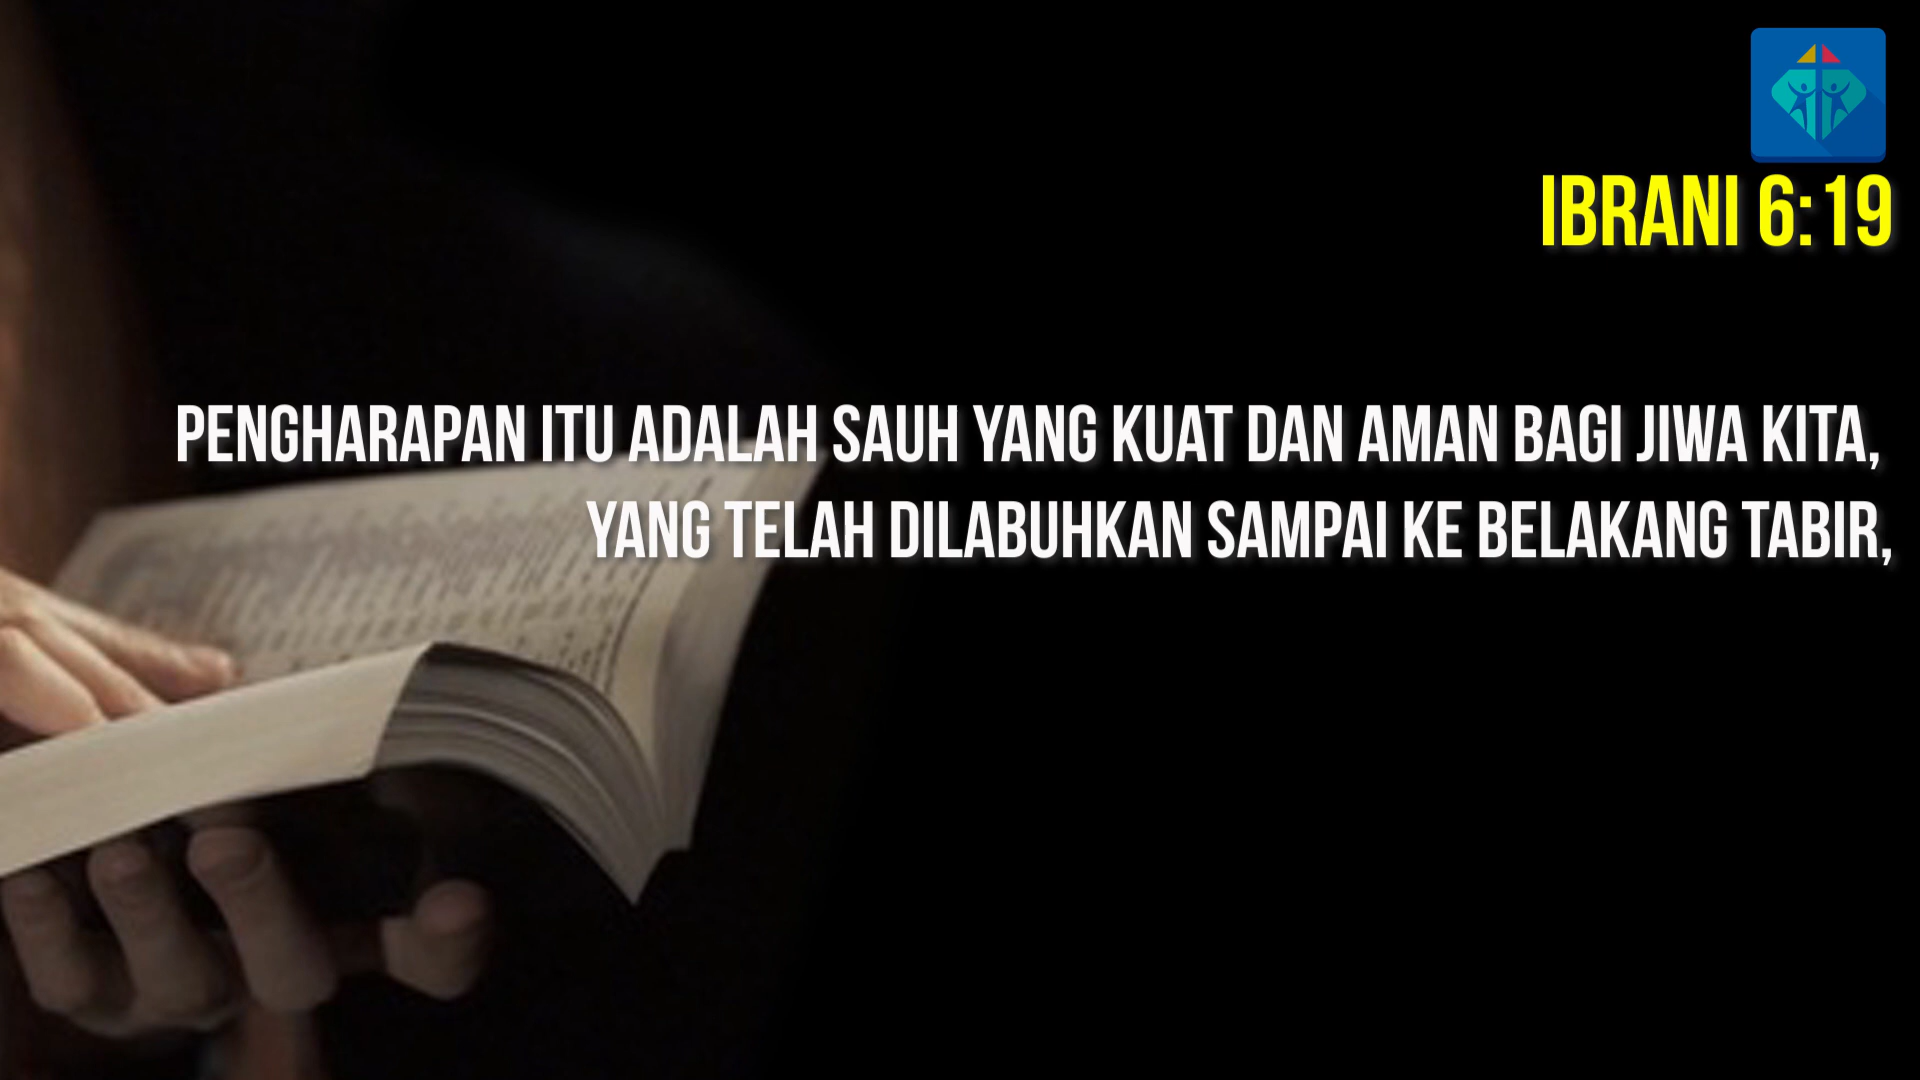 IBRANI 6:19
PENGHARAPAN ITU ADALAH SAUH YANG KUAT DAN AMAN BAGI JIWA KITA,
YANG TELAH DILABUHKAN SAMPAI KE BELAKANG TABIR,